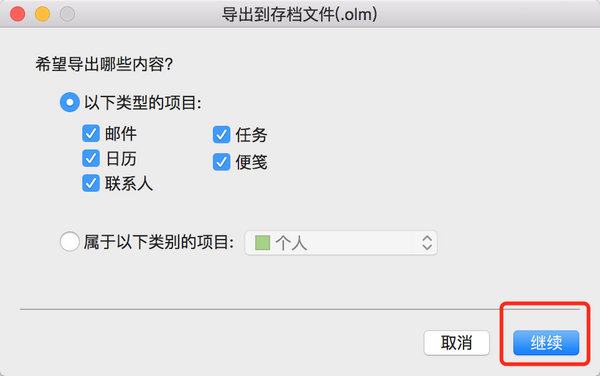 导出到存档文件(.olm)
希望导出哪些内容?
以下类型的项目:
邮件 任务
日历 便笺
联系人
属于以下类别的项目: 个人
取消 继续